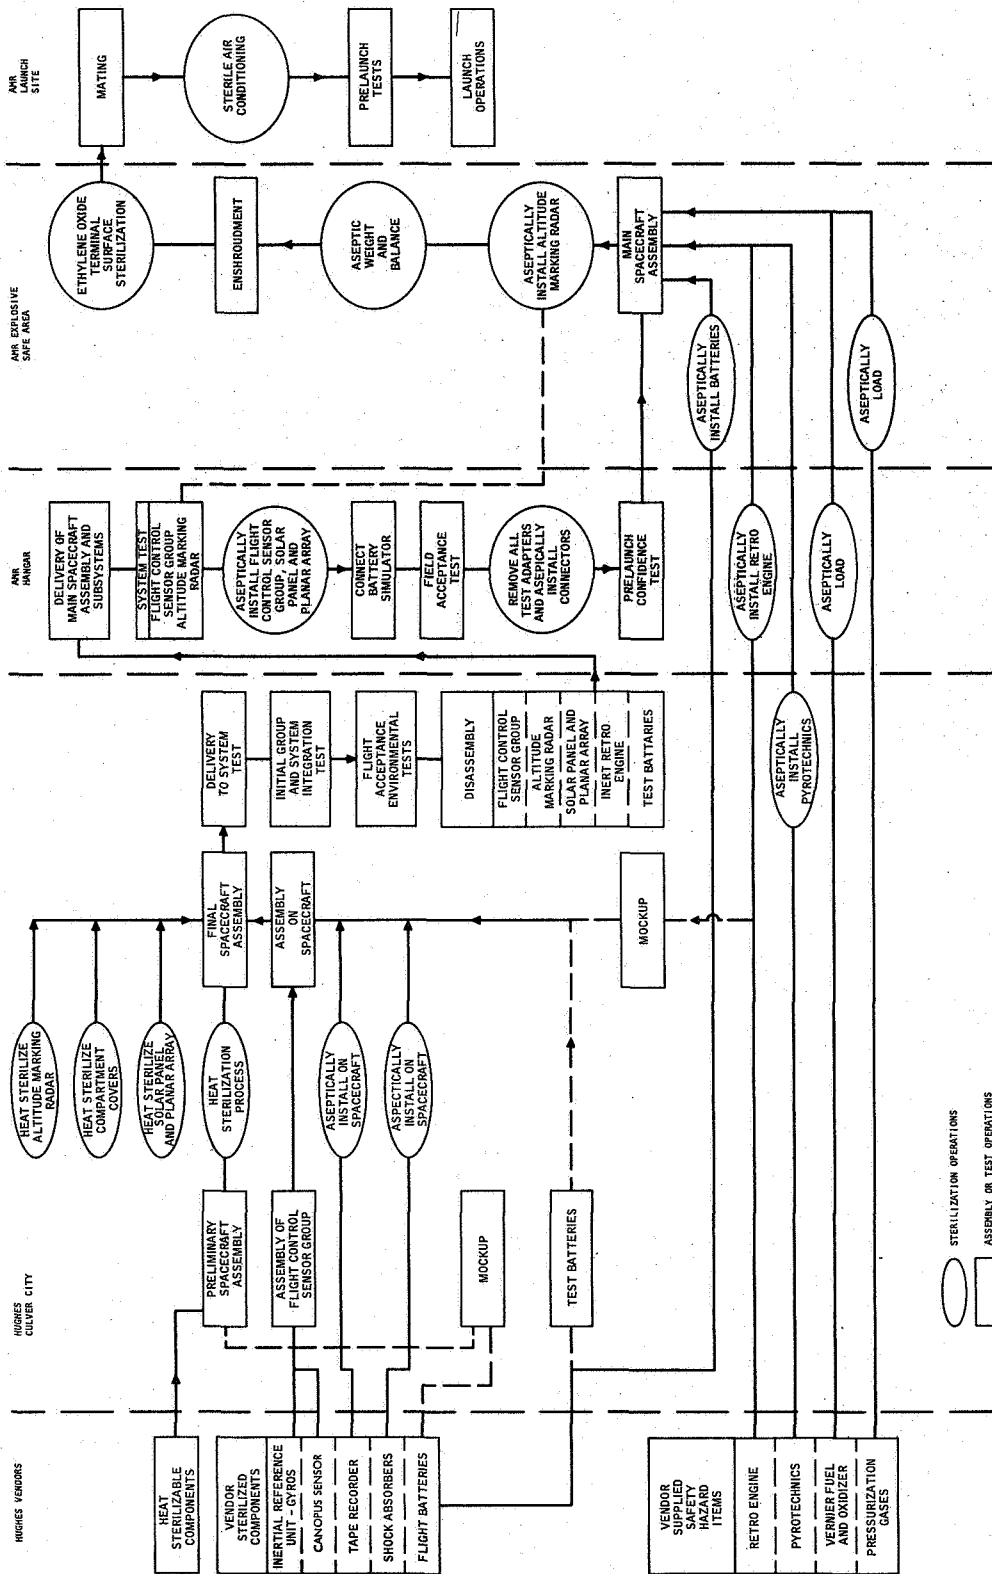 HUGHES VENDORS
HEAT
STERILIZABLE
COMPONENTS
VENDOR
STERILIZED
COMPONENTS
INERTIAL REFERENCE
UNIT - GYROS
CANOPUS SENSOR
TAPE RECORDER
SHOCK ABSORBERS
FLIGHT BATTERIES
VENDOR
SUPPLIED
SAFETY
HAZARD
ITEMS
RETRO ENGINE
PYROTECHNICS
VERNIER FUEL
AND OXIDIZER
PRESSURIZATION
GASES
HUGHES
CULVER CITY
PRELIMINARY
SPACECRAFT
ASSEMBLY
ASSEMBLY OF
FLIGHT CONTROL
SENSOR GROUP
MOCKUP
TEST BATTERIES
HEAT STERILIZE
ALTITUDE MARKING
RADAR
HEAT STERILIZE
COMPARTMENT
COVERS
HEAT STERILIZE
SOLAR PANEL
AND PLANAR ARRAY
HEAT
STERILIZATION
PROCESS
ASEPTICALLY
INSTALL ON
SPACECRAFT
ASPECTICALLY
INSTALL ON
SPACECRAFT
FINAL
SPACECRAFT
ASSEMBLY
ASSEMBLY
ON
SPACECRAFT
MOCKUP
DELIVERY
TO SYSTEM
TEST
INITIAL GROUP
AND SYSTEM
INTEGRATION
TEST
FLIGHT
ACCEPTANCE
ENVIRONMENTAL
TESTS
DISASSEMBLY
FLIGHT CONTROL
SENSOR GROUP
ALTITUDE
MARKING RADAR
SOLAR PANEL AND
PLANAR ARRAY
INERT RETRO
ENGINE
TEST BATTARIES
ASEPTICALLY
INSTALL
PYROTECHNICS
AMR
HANGAR
DELIVERY OF
MAIN SPACECRAFT
ASSEMBLY AND
SUBSYSTEMS
SYSTEM TEST
FLIGHT CONTROL
SENSOR GROUP
ALTITUDE MARKING
RADAR
ASEPTICALLY
INSTALL FLIGHT
CONTROL SENSOR
GROUP, SOLAR
PANEL AND
PLANAR ARRAY
CONNECT
BATTERY
SIMULATOR
FIELD
ACCEPTANCE
TEST
REMOVE ALL
TEST ADAPTERS
AND ASEPICALLY
INSTALL
CONNECTORS
PRELAUNCH
CONFIDENCE
TEST
ASEPTICALLY
INSTALL RETRO
ENGINE
ASEPTICALLY
LOAD
AMR EXPLOSIVE
SAFE AREA
ETHYLENE OXIDE
TERMINAL
SURFACE
STERILIZATION
ENSHROUDMENT
ASEPTIC
WEIGHT
AND
BALANCE
ASEPTICALLY
INSTALL ALTITUDE
MARKING RADAR
MAIN
SPACECRAFT
ASSEMBLY
ASEPTICALLY
INSTALL BATTERIES
ASEPTICALLY
LOAD
AMR
LAUNCH
SITE
MATING
STERILE AIR
CONDITIONING
PRELAUNCH
TESTS
LAUNCH
OPERATIONS
STERILIZATION OPERATIONS
ASSEMBLY OR TEST OPERATIONS